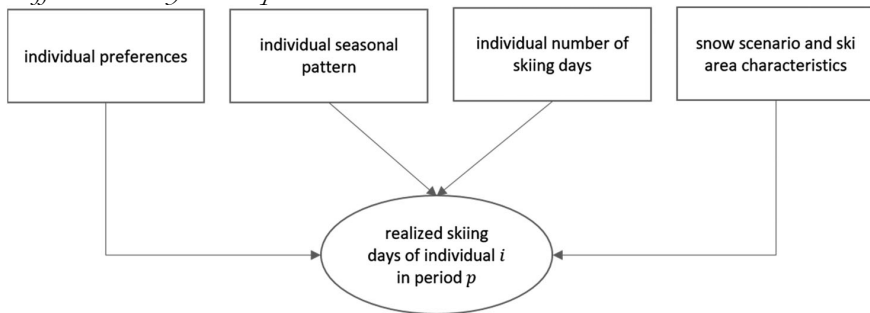 individual preferences
individual seasonal
pattern
individual number of
skiing days
snow scenario and ski
area characteristics
realized skiing
days of individual i
in period p